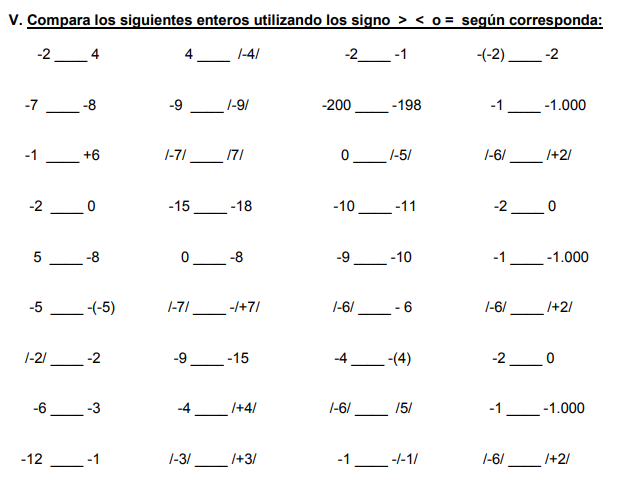 V. Compara los siguientes enteros utilizando los signo > < o = según corresponda:
-2 ____ 4 4 ____ /-4/ -2____ -1 -(-2) ____ -2
-7 ____ -8 -9 ____ /-9/ -200 ____ -198 -1 ____ -1.000
-1 ____ +6 /-7/ ____ /7/ 0 ____ /-5/ /-6/ ____ /+2/
-2 ____ 0 -15 ____ -18 -10 ____ -11 -2 ____ 0
5 ____ -8 0 ____ -8 -9 ____ -10 -1 ____ -1.000
-5 ____ -(-5) /-7/ ____ -/+7/ /-6/ ____ - 6 /-6/ ____ /+2/
/-2/ ____ -2 -9 ____ -15 -4 ____ -(4) -2 ____ 0
-6 ____ -3 -4 ____ /+4/ /-6/ ____ /5/ -1 ____ -1.000
-12 ____ -1 /-3/ ____ /+3/ -1 ____ -/-1/ /-6/ ____ /+2/